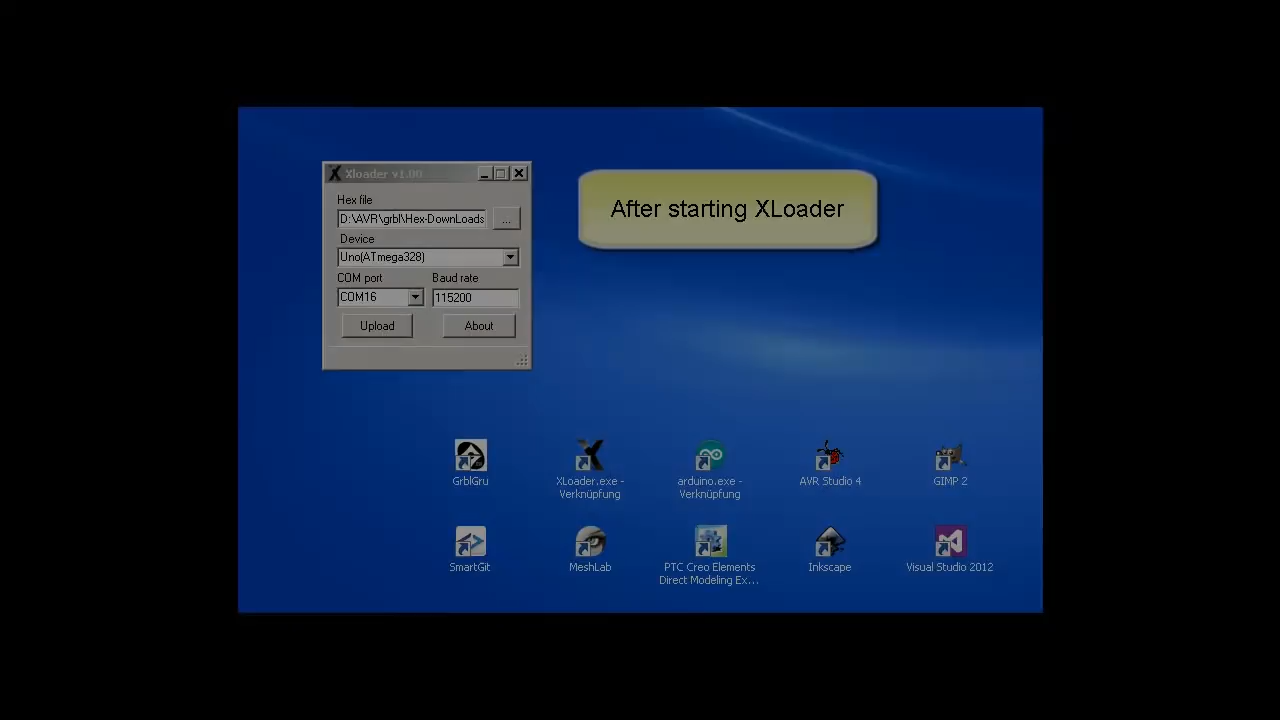 Xloader v1.00
After starting XLoader
Hex file
D:\AVR\grbl\Hex-DownLoads
...
Device
Uno(ATmega328)
COM port
Baud rate
COM16
115200
Upload
About
GrblGru
XLoader.exe -
Verknüpfung
arduino.exe -
Verknüpfung
AVR Studio 4
GIMP 2
SmartGit
MeshLab
PTC Creo Elements
Direct Modeling Ex...
Inkscape
Visual Studio 2012